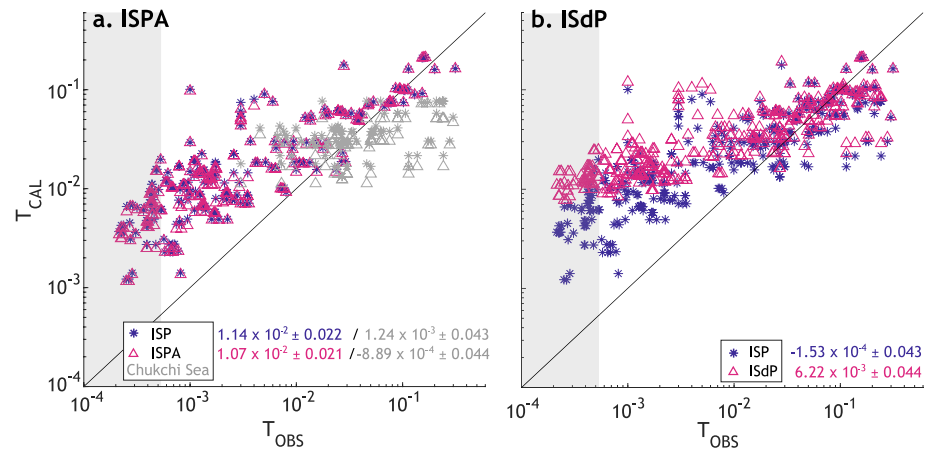 a. ISPA
b. ISdP
T_CAL
10⁻¹
10⁻²
10⁻³
10⁻⁴
ISP 1.14 x 10⁻² ± 0.022 / 1.24 x 10⁻³ ± 0.043
ISPA 1.07 x 10⁻² ± 0.021 / -8.89 x 10⁻⁴ ± 0.044
Chukchi Sea
ISP -1.53 x 10⁻⁴ ± 0.043
ISdP 6.22 x 10⁻³ ± 0.044
10⁻⁴ 10⁻³ 10⁻² 10⁻¹
10⁻⁴ 10⁻³ 10⁻² 10⁻¹
T_OBS
T_OBS